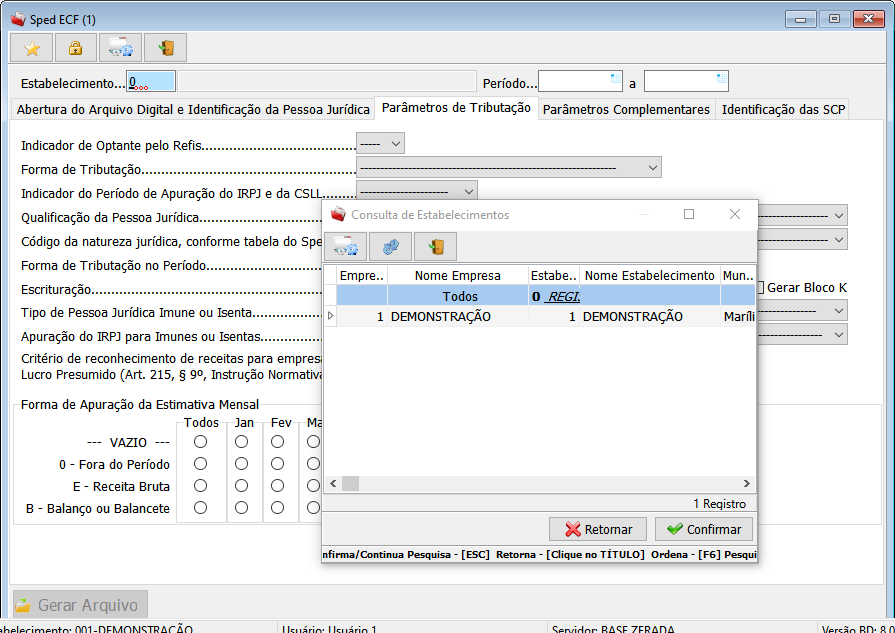 Sped ECF (1)
Estabelecimento... 0 Período... a
Abertura do Arquivo Digital e Identificação da Pessoa Jurídica Parâmetros de Tributação Parâmetros Complementares Identificação das SCP
Indicador de Optante pelo Refis
Forma de Tributação
Indicador do Período de Apuração do IRPJ e da CSLL
Qualificação da Pessoa Jurídica
Código da natureza jurídica, conforme tabela do Spe
Forma de Tributação no Período
Escrituração
Gerar Bloco K
Tipo de Pessoa Jurídica Imune ou Isenta
Apuração do IRPJ para Imunes ou Isentas
Critério de reconhecimento de receitas para empresa
Lucro Presumido (Art. 215, § 9º, Instrução Normativa
Forma de Apuração da Estimativa Mensal
Todos Jan Fev Ma
--- VAZIO ---
0 - Fora do Período
E - Receita Bruta
B - Balanço ou Balancete
Consulta de Estabelecimentos
Empre.. Nome Empresa Estabe.. Nome Estabelecimento Mun..
Todos 0 REGI.
1 DEMONSTRAÇÃO 1 DEMONSTRAÇÃO Maríli
1 Registro
Retornar Confirmar
nfirma/Continua Pesquisa - [ESC] Retorna - [Clique no TÍTULO] Ordena - [F6] Pesqui
Gerar Arquivo
abelecimento: 001-DEMONSTRAÇÃO Usuário: Usuário 1 Servidor: BASE ZERADA Versão BD: 8.0